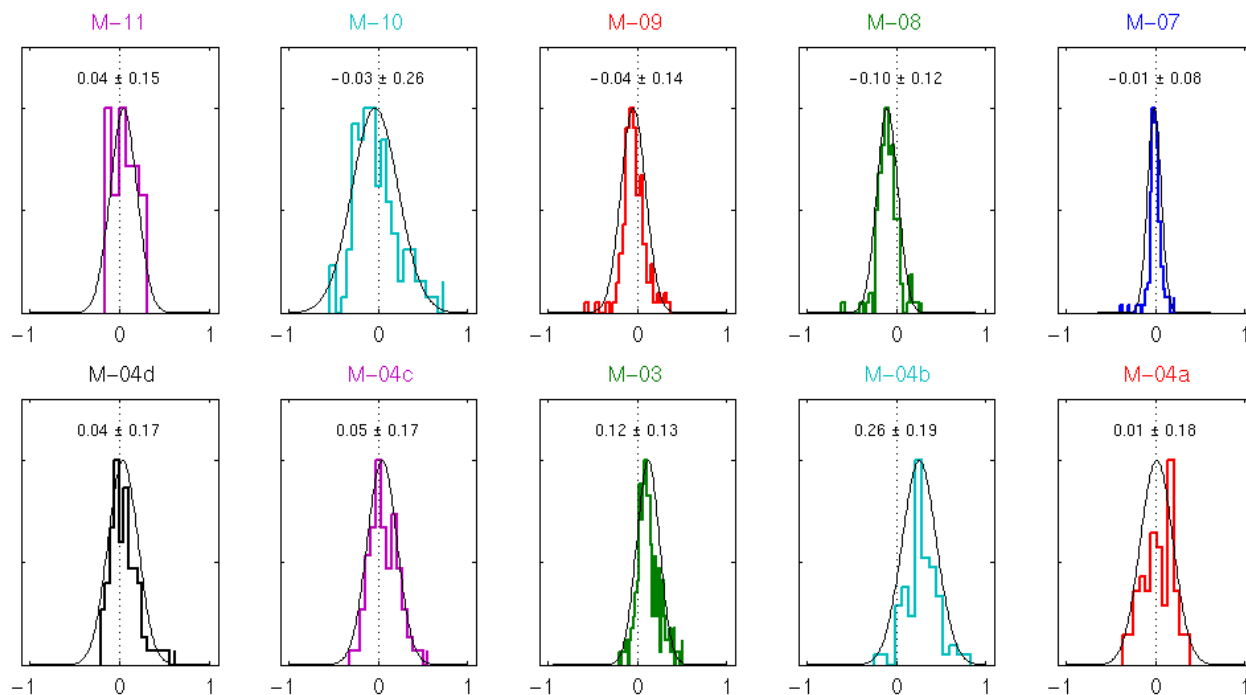 M−11 M−10 M−09 M−08 M−07
0.04 ± 0.15 −0.03 ± 0.26 −0.04 ± 0.14 −0.10 ± 0.12 −0.01 ± 0.08
−1 0 1 −1 0 1 −1 0 1 −1 0 1 −1 0 1
M−04d M−04c M−03 M−04b M−04a
0.04 ± 0.17 0.05 ± 0.17 0.12 ± 0.13 0.26 ± 0.19 0.01 ± 0.18
−1 0 1 −1 0 1 −1 0 1 −1 0 1 −1 0 1